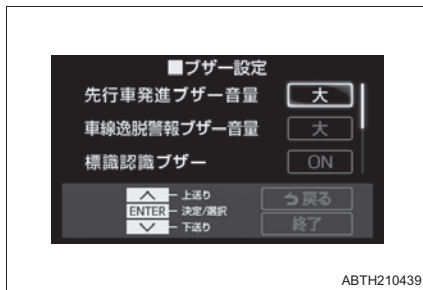 ■ブザー設定
先行車発進ブザー音量 大
車線逸脱警報ブザー音量 大
標識認識ブザー ON
上送り
ENTER 決定/選択
下送り
戻る
終了
ABTH210439